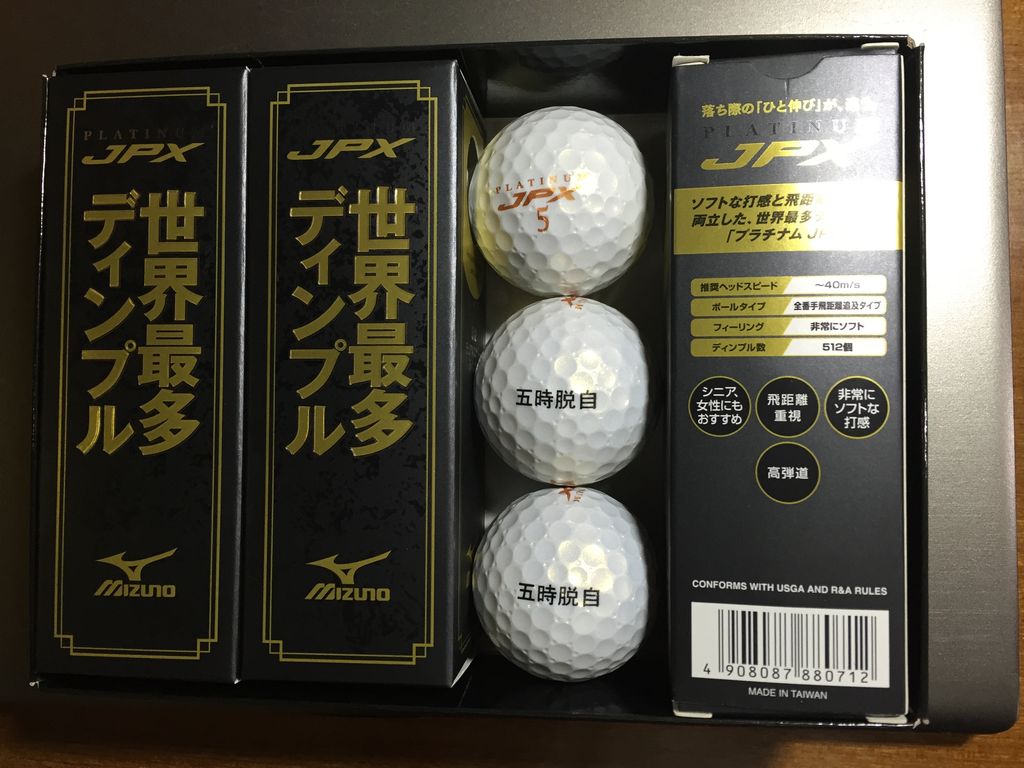 PLATINUM
JPX
世界最多
ディンプル
MIZUNO
JPX
世界最多
ディンプル
MIZUNO
PLATINUM
JPX
5
五時脱自
五時脱自
落ち際の「ひと伸び」が、
PLATINUM
JPX
ソフトな打感と飛距
両立した、世界最多
「プラチナム JP
推奨ヘッドスピード ～40m/s
ボールタイプ 全番手飛距離追及タイプ
フィーリング 非常にソフト
ディンプル数 512個
シニア、
女性にも
おすすめ
飛距離
重視
非常に
ソフトな
打感
高弾道
CONFORMS WITH USGA AND R&A RULES
4 908087 880712
MADE IN TAIWAN